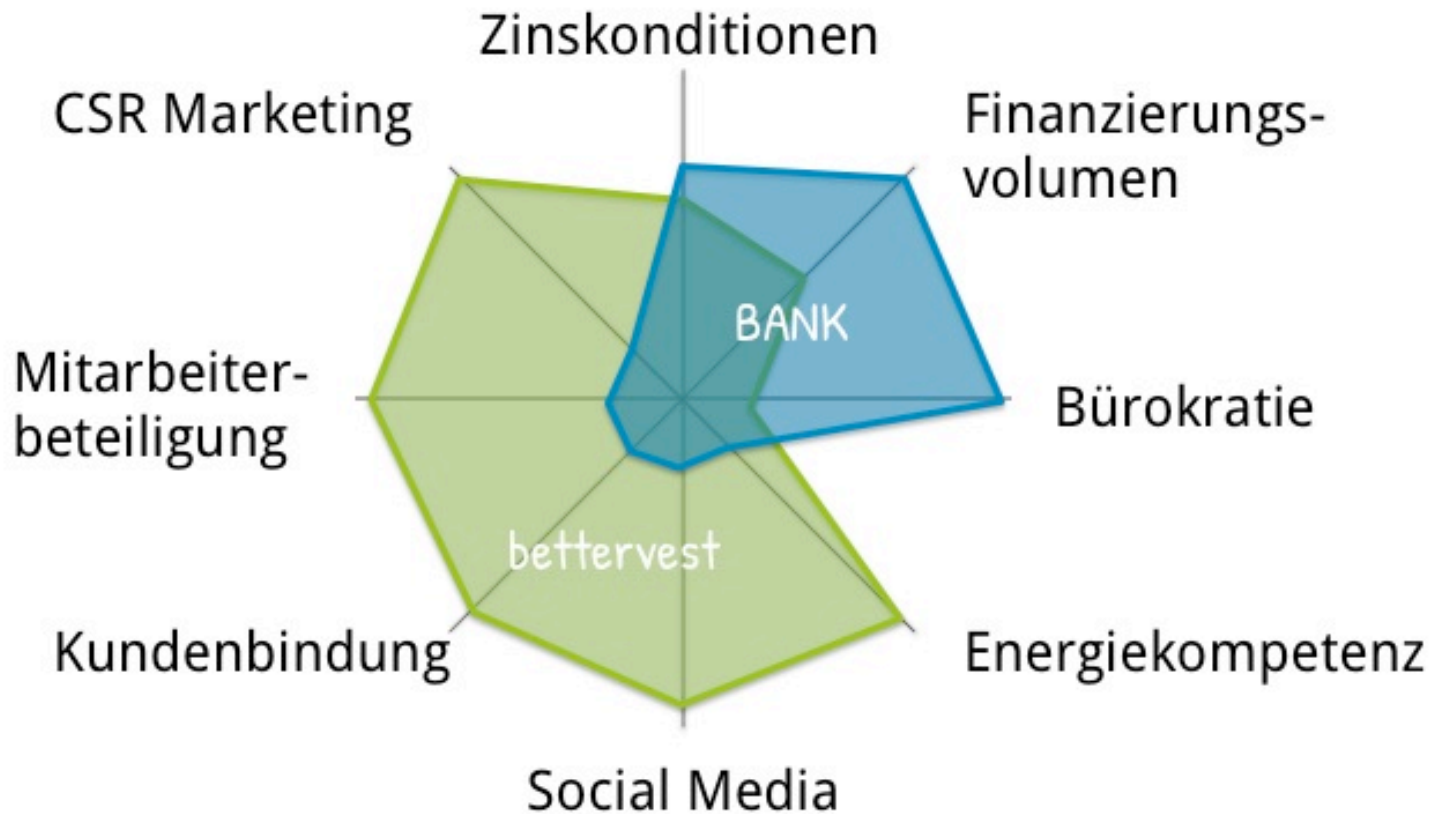 Zinskonditionen
CSR Marketing
Finanzierungs-
volumen
BANK
Mitarbeiter-
beteiligung
Bürokratie
bettervest
Kundenbindung
Energiekompetenz
Social Media